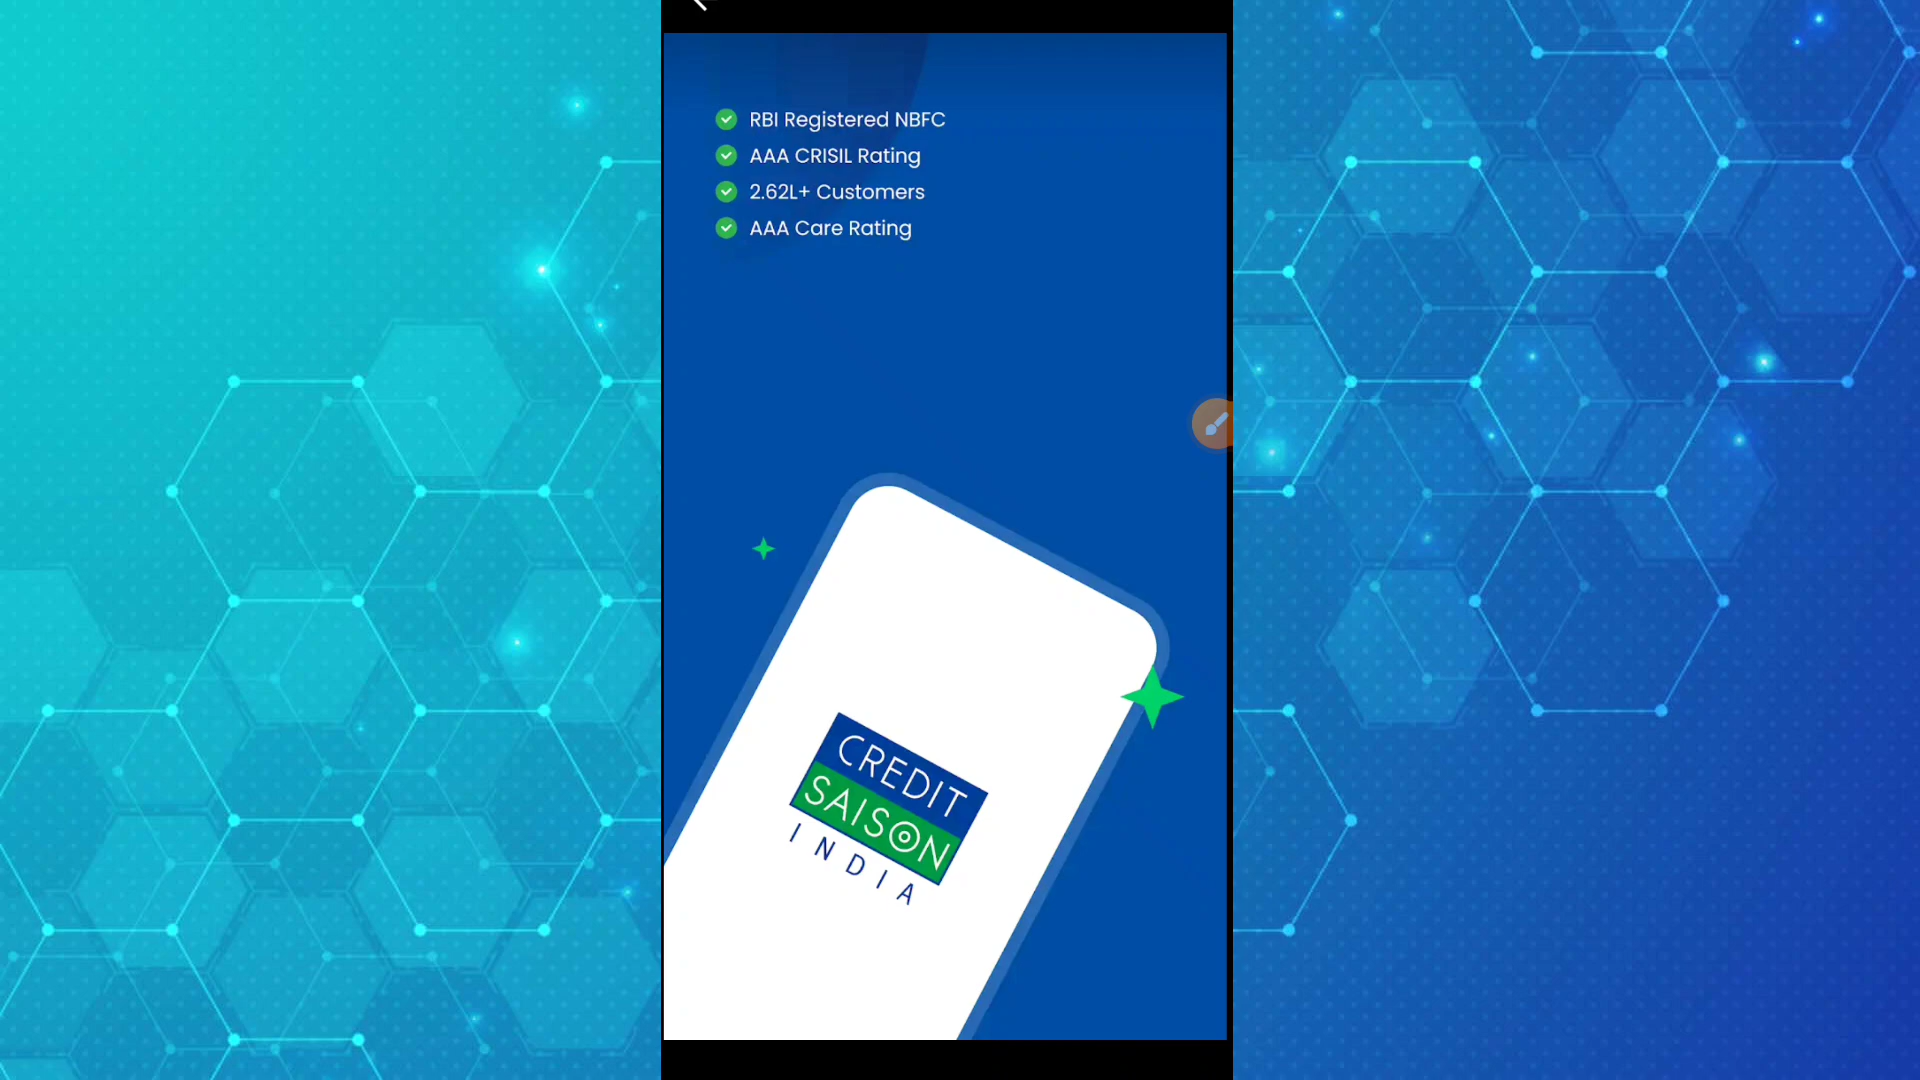 RBI Registered NBFC
AAA CRISIL Rating
2.62L+ Customers
AAA Care Rating
CREDIT
SAISON
INDIA